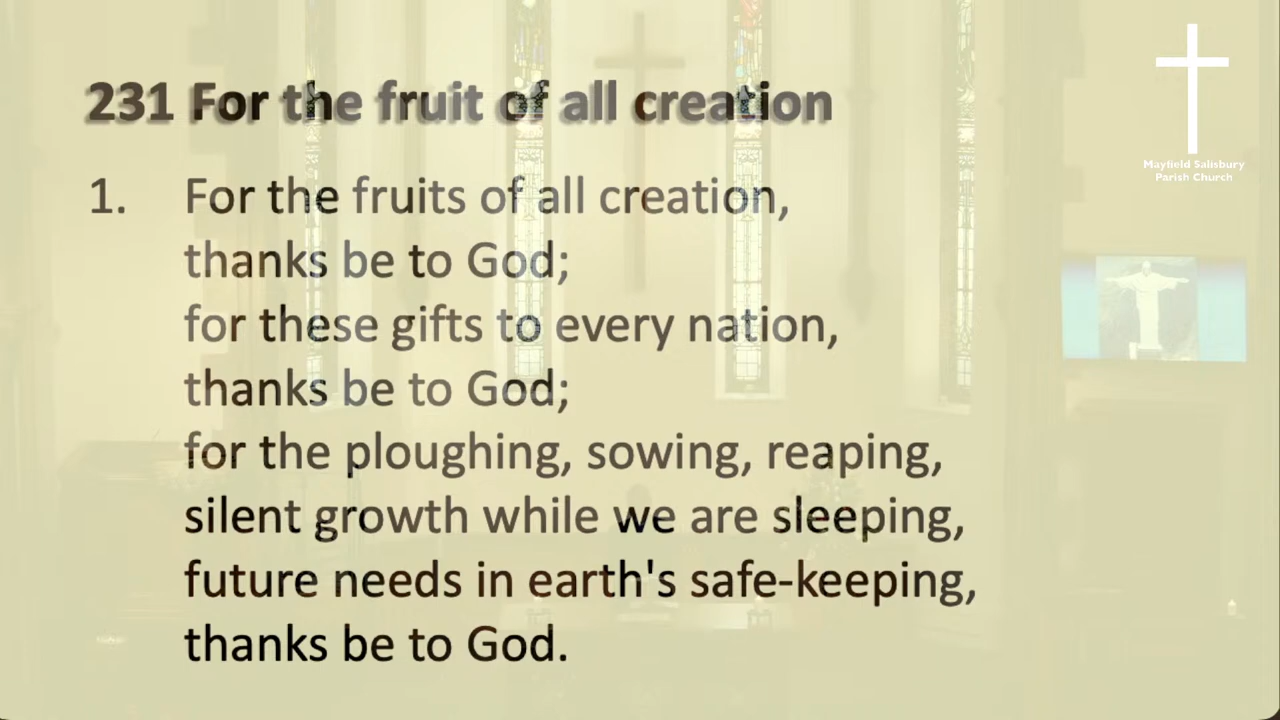 231 For the fruit of all creation
1. For the fruits of all creation,
thanks be to God;
for these gifts to every nation,
thanks be to God;
for the ploughing, sowing, reaping,
silent growth while we are sleeping,
future needs in earth's safe-keeping,
thanks be to God.
Mayfield Salisbury
Parish Church